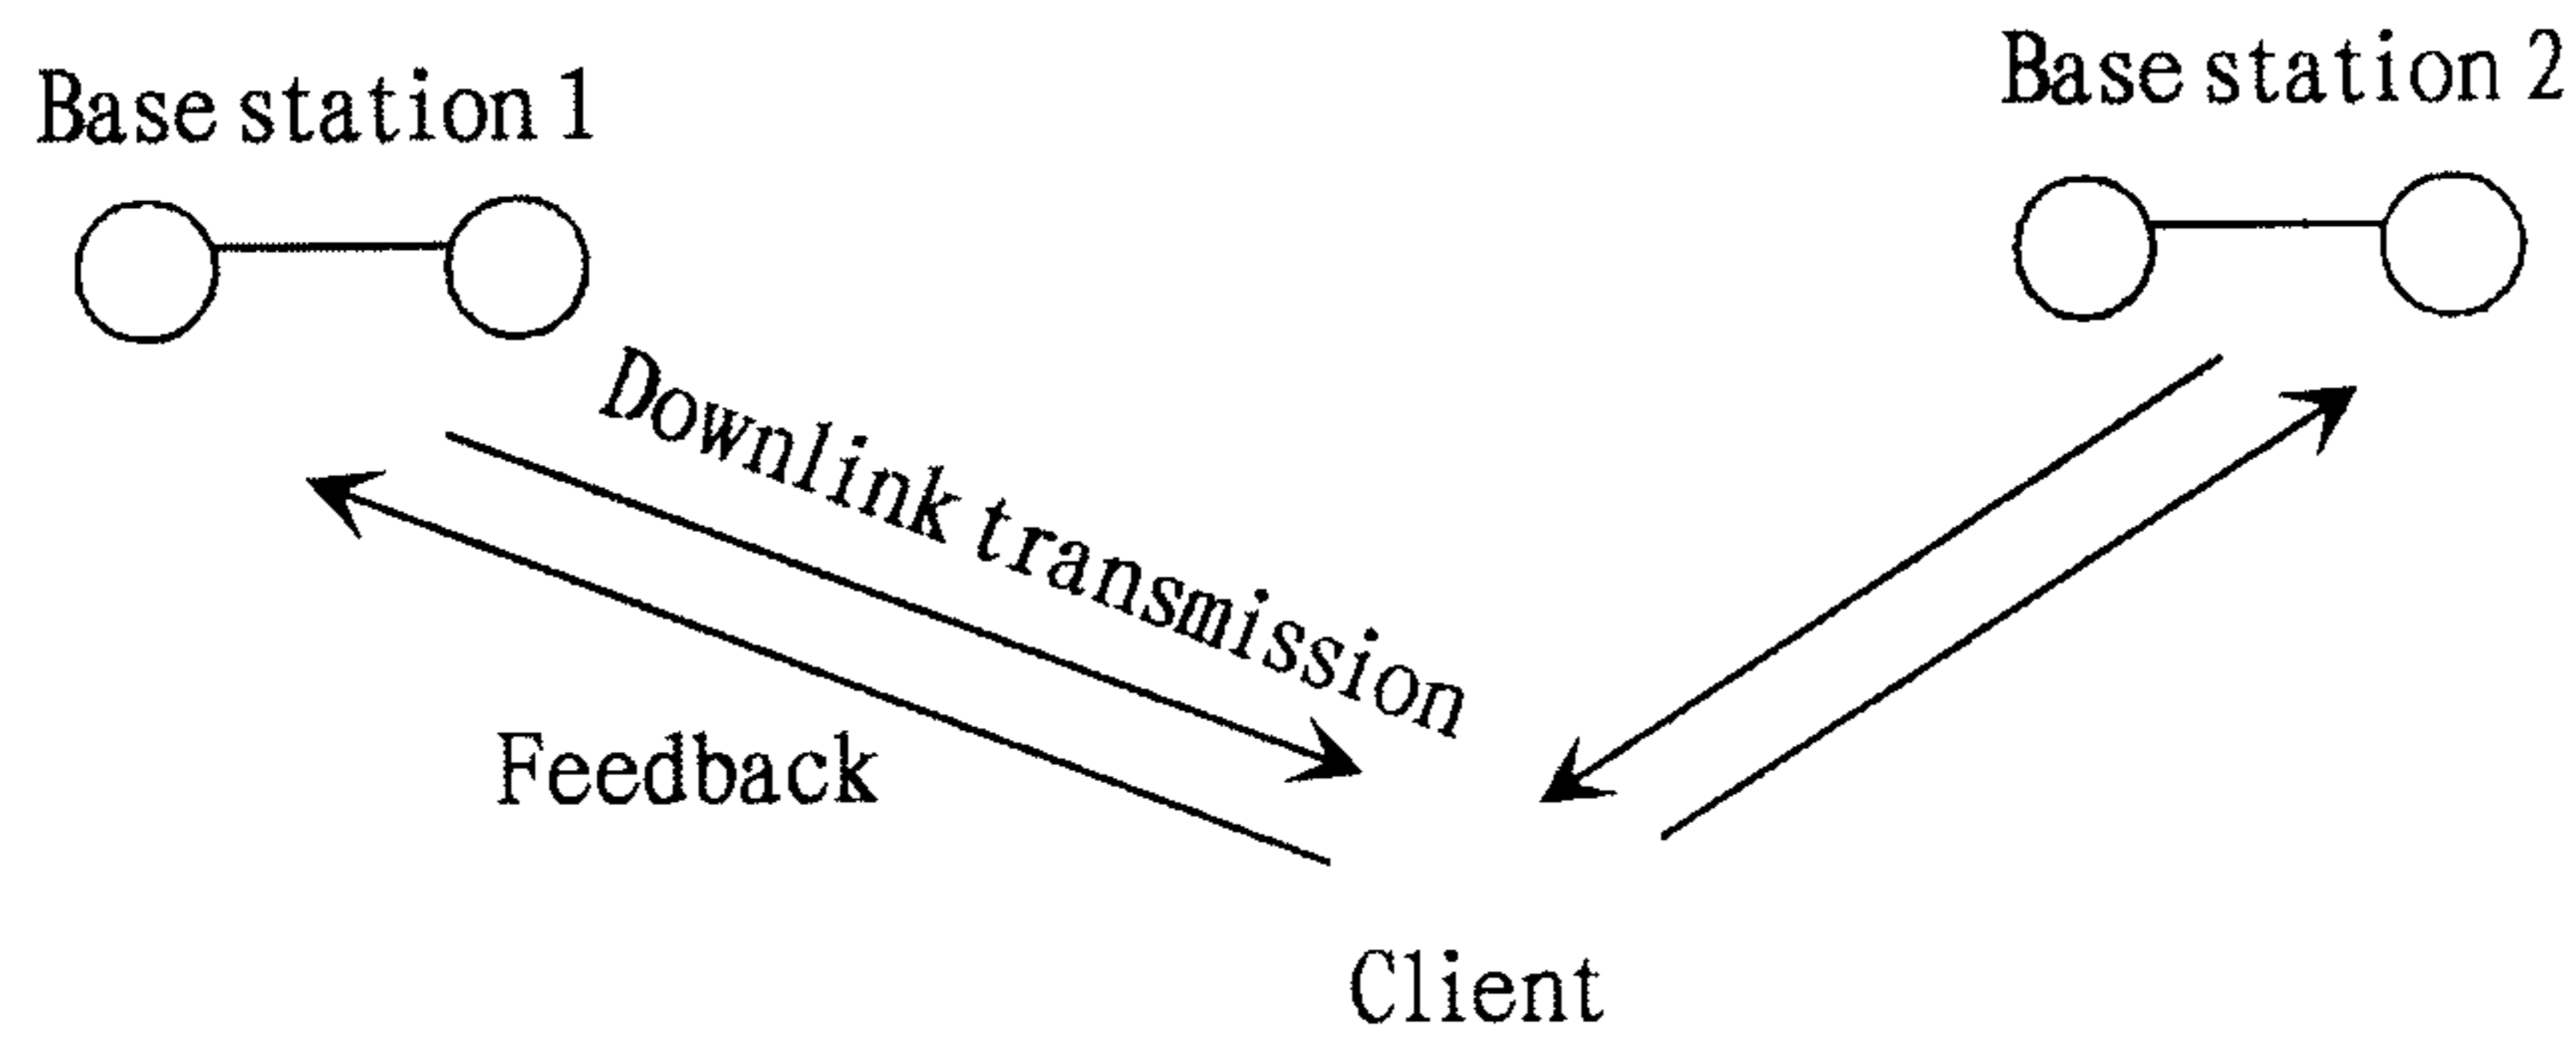 Base station 1
Base station 2
Downlink transmission
Feedback
Client